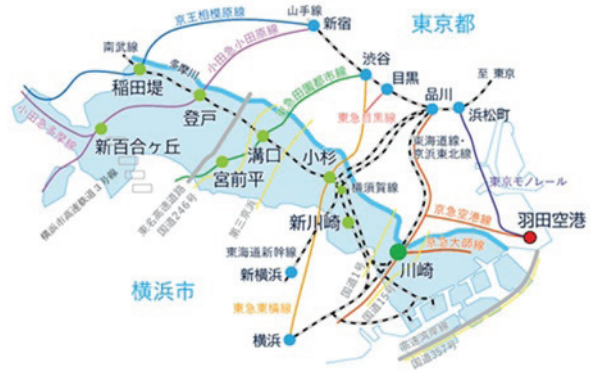 京王相模原線
山手線
新宿
東京都
小田急小田原線
南武線
多摩川
渋谷
目黒
至 東京
稲田堤
品川
浜松町
東急田園都市線
東急目黒線
登戸
小田急多摩線
新百合ヶ丘
溝口
小杉
東海道線・
京浜東北線
宮前平
横須賀線
東京モノレール
横浜市高速鉄道3号線
東名高速道路
国道246号
第三京浜
新川崎
京急空港線
羽田空港
京急大師線
東海道新幹線
新横浜
国道1号
川崎
国道15号
横浜市
東急東横線
横浜
高速湾岸線
国道357号